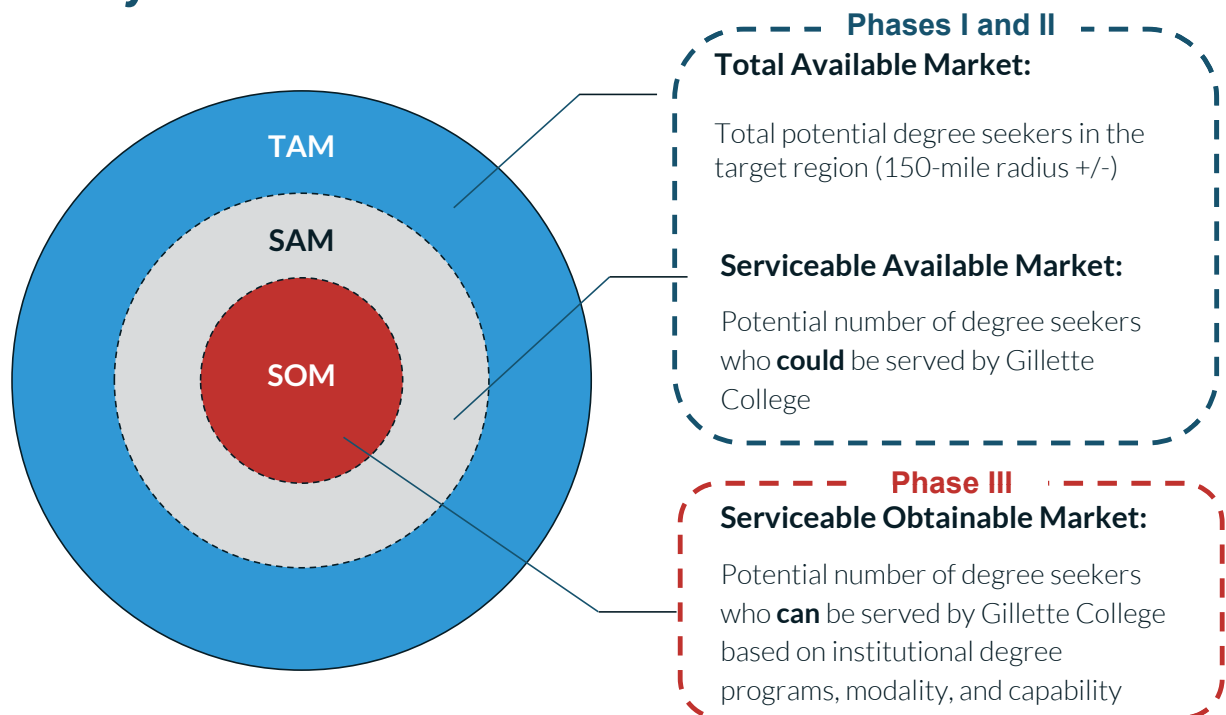 TAM
SAM
SOM
Phases I and II
Total Available Market:
Total potential degree seekers in the
target region (150-mile radius +/-)
Serviceable Available Market:
Potential number of degree seekers
who could be served by Gillette
College
Phase III
Serviceable Obtainable Market:
Potential number of degree seekers
who can be served by Gillette College
based on institutional degree
programs, modality, and capability